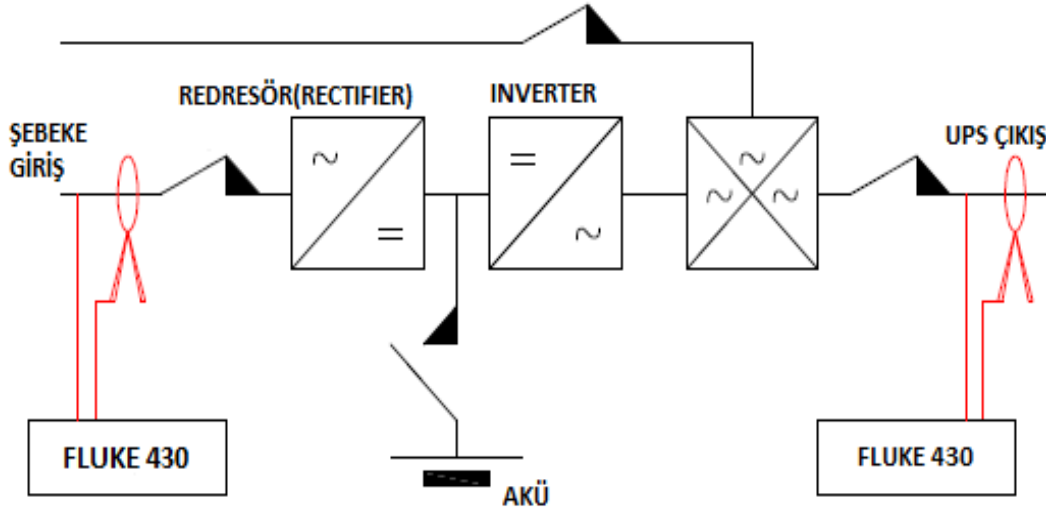 REDRESÖR(RECTIFIER)
INVERTER
ŞEBEKE
GİRİŞ
UPS ÇIKIŞ
FLUKE 430
FLUKE 430
AKÜ